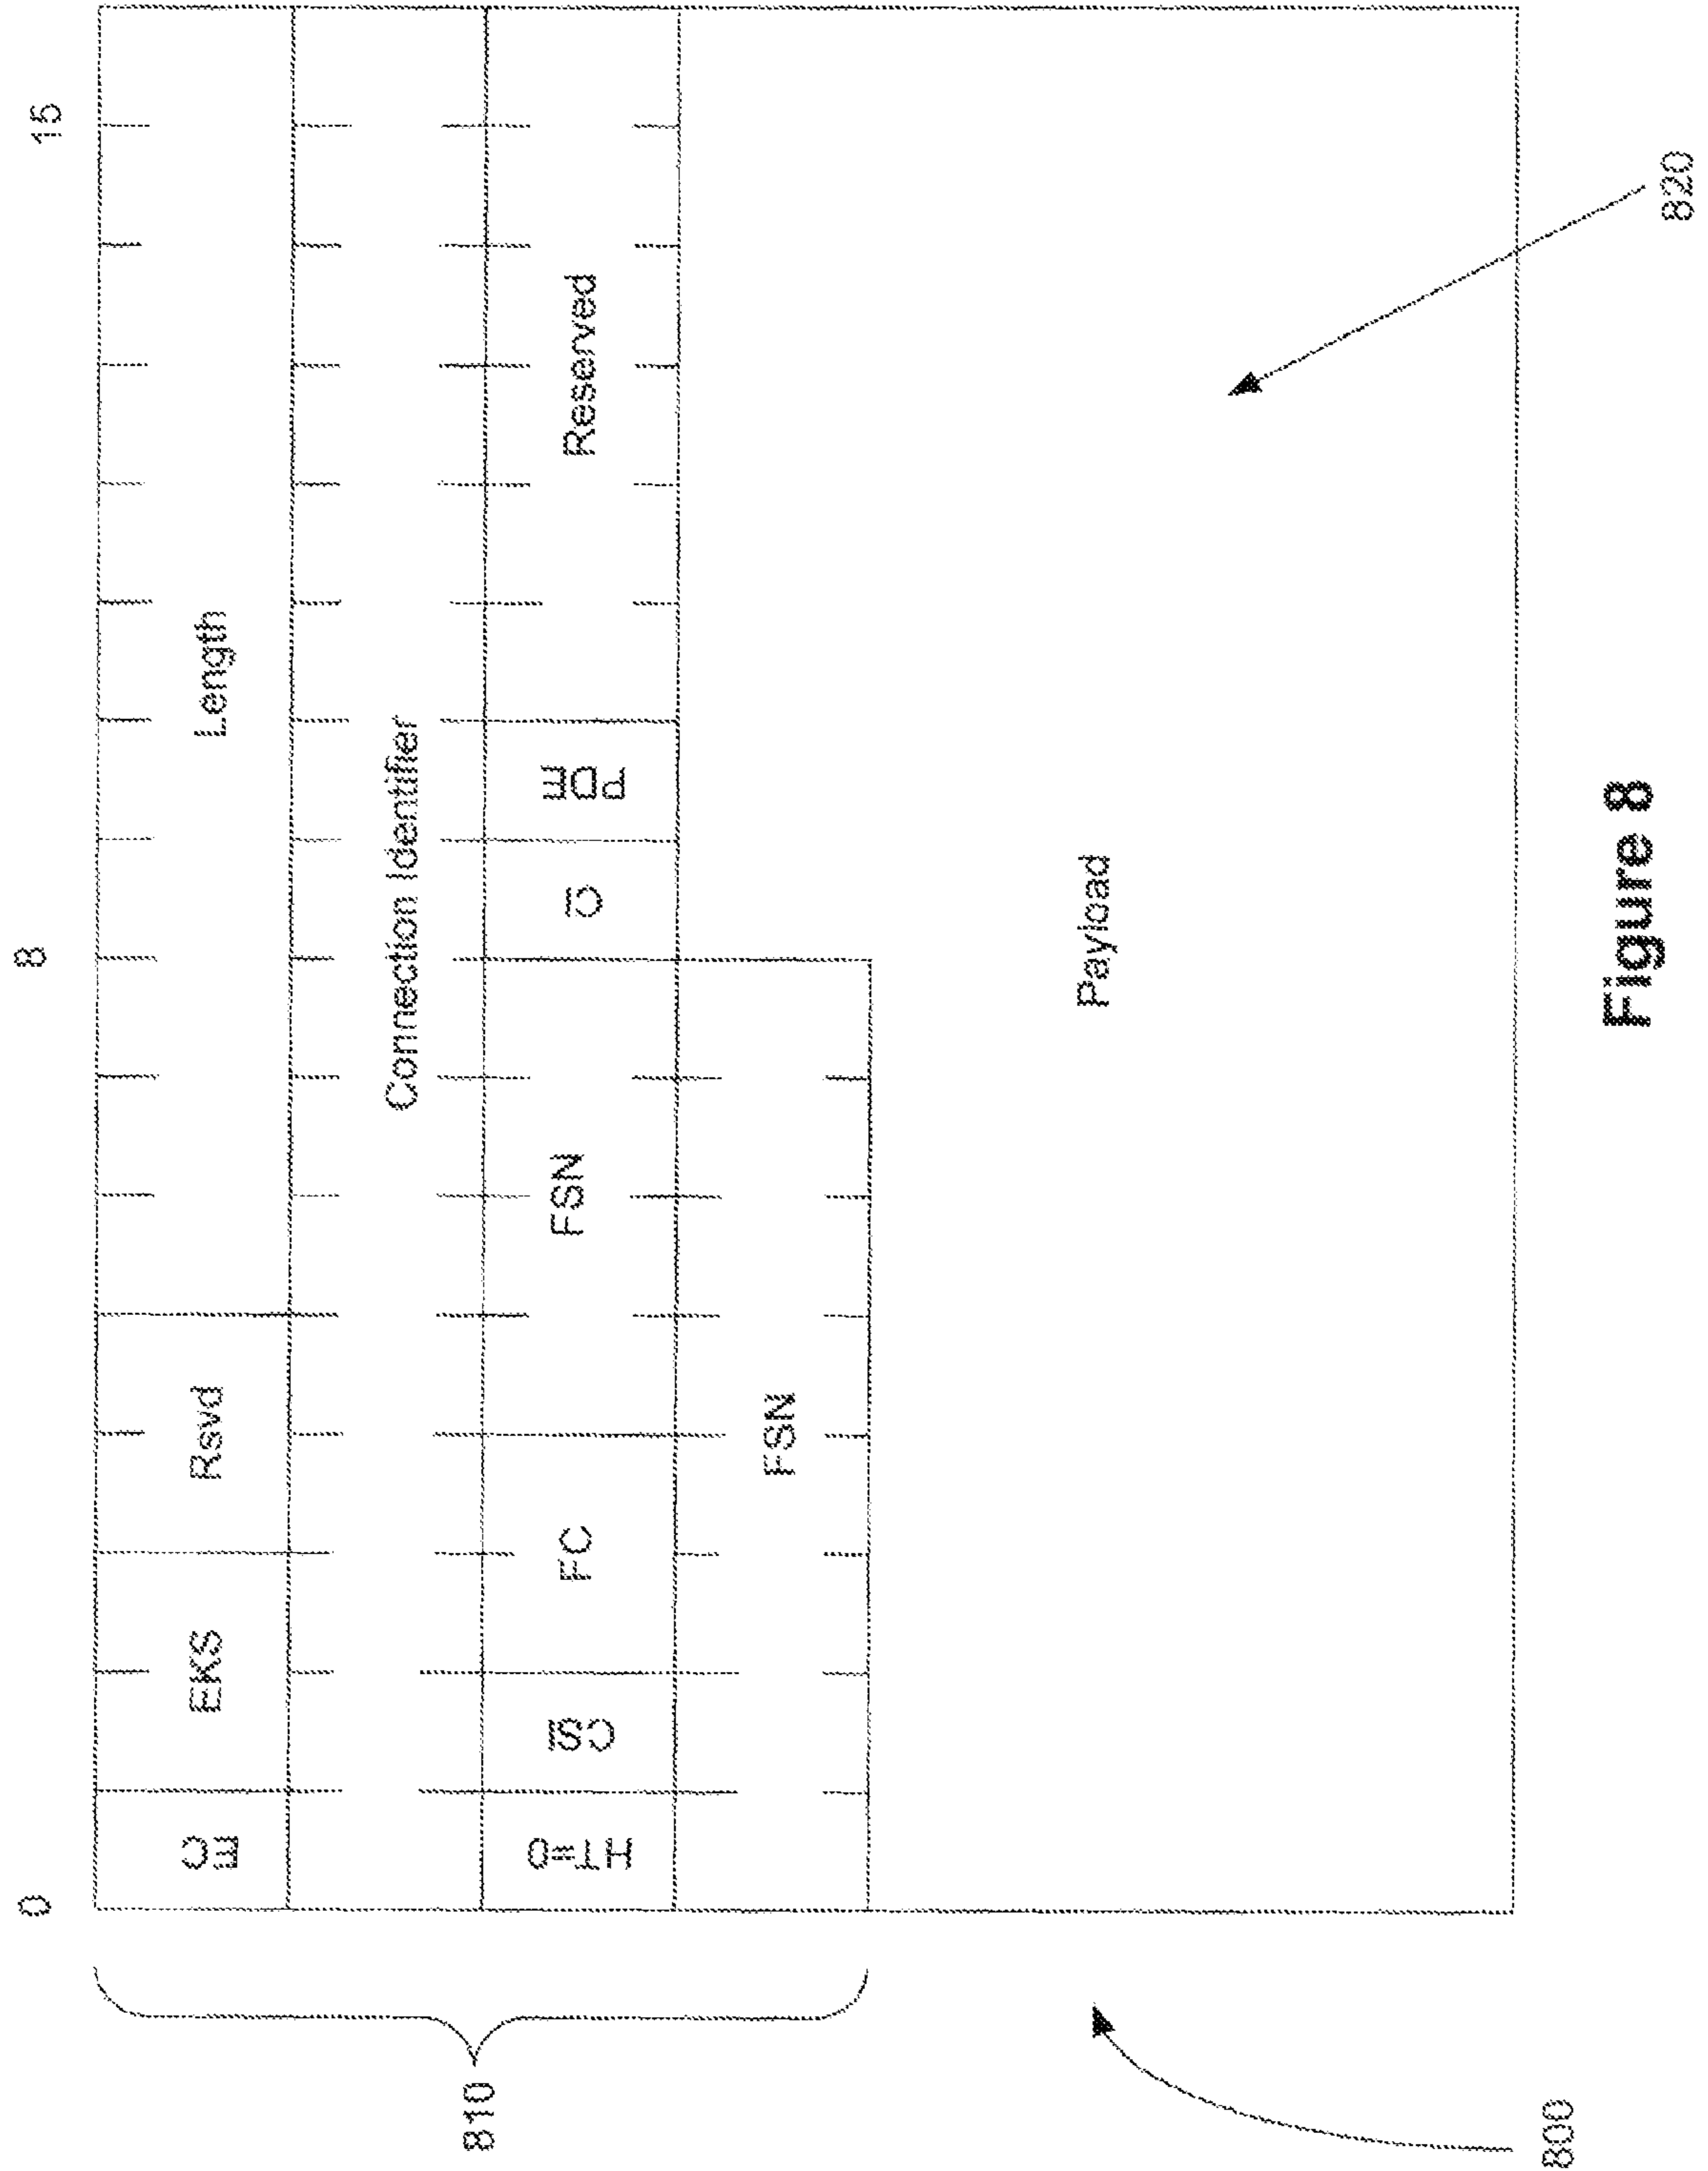 0 8 15
EC EKS Rsvd Length
Connection Identifier
HT=0 CSI FC FSN CI PDE Reserved
FSN
Payload
810
800
820
Figure 8